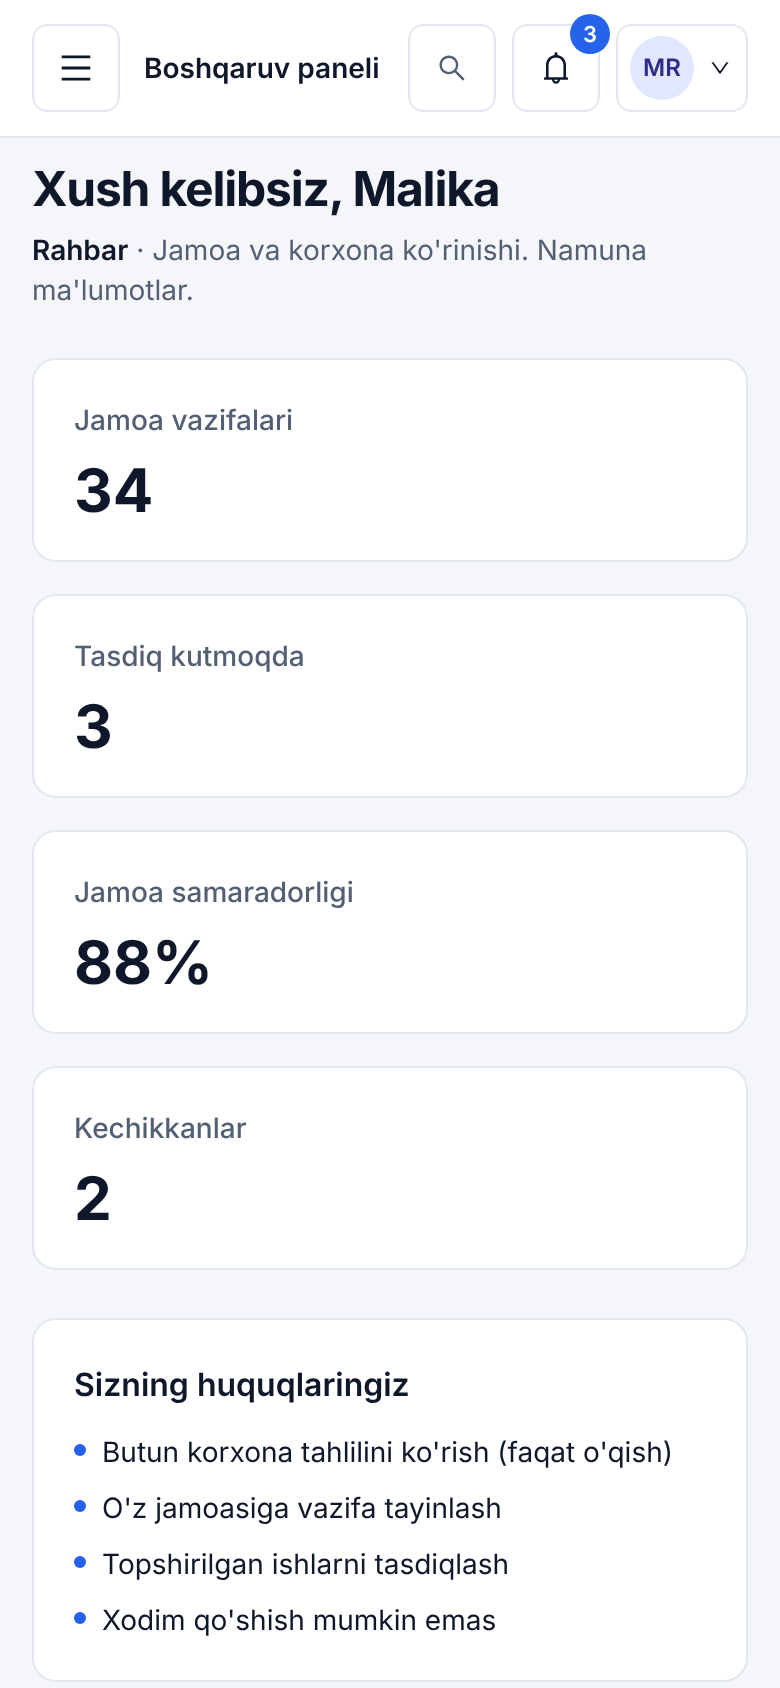 Boshqaruv paneli
3
MR
Xush kelibsiz, Malika
Rahbar · Jamoa va korxona ko'rinishi. Namuna
ma'lumotlar.
Jamoa vazifalari
34
Tasdiq kutmoqda
3
Jamoa samaradorligi
88%
Kechikkanlar
2
Sizning huquqlaringiz
Butun korxona tahlilini ko'rish (faqat o'qish)
O'z jamoasiga vazifa tayinlash
Topshirilgan ishlarni tasdiqlash
Xodim qo'shish mumkin emas